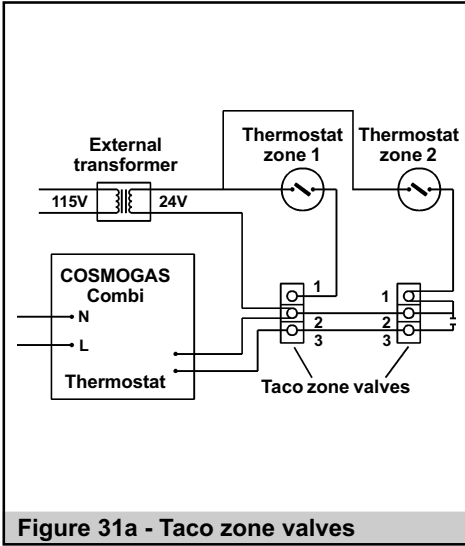 External
transformer
Thermostat
zone 1
Thermostat
zone 2
115V
24V
COSMOGAS
Combi
N
L
Thermostat
1
2
3
1
2
3
Taco zone valves
Figure 31a - Taco zone valves